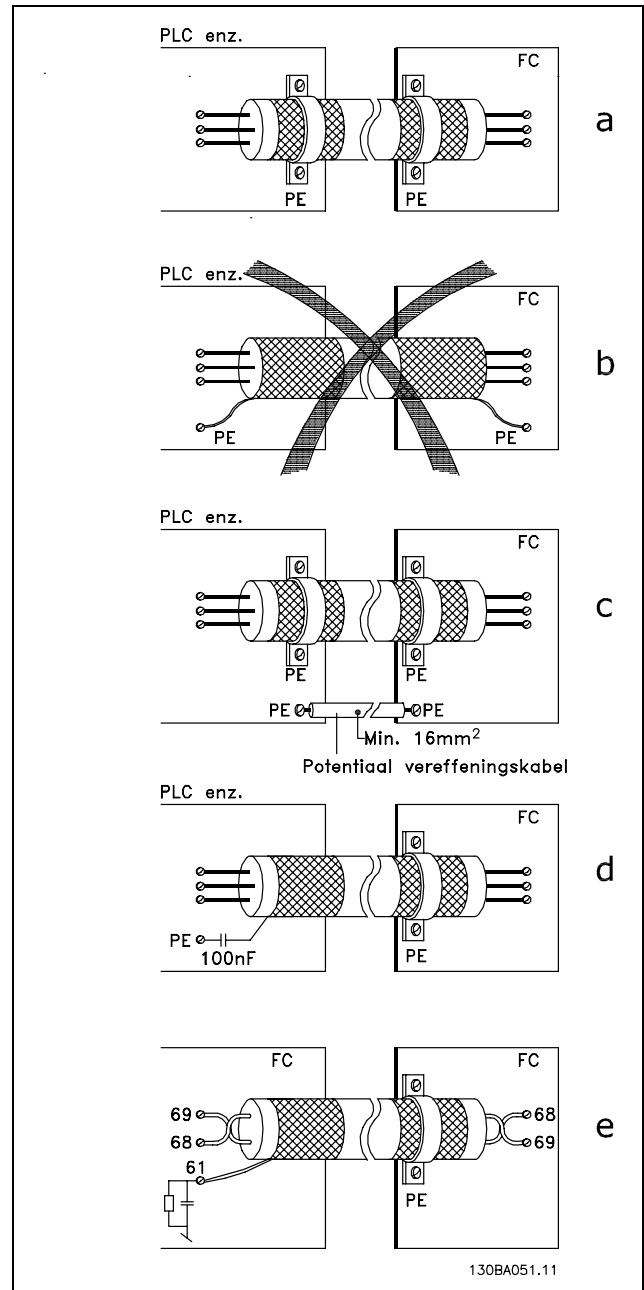 PLC enz.
FC
a
PE
PE
PLC enz.
FC
b
PE
PE
PLC enz.
FC
c
PE
PE
PE
PE
Min. 16mm²
Potentiaal vereffeningskabel
PLC enz.
FC
d
PE
100nF
PE
FC
FC
69
68
68
69
e
61
PE
130BA051.11